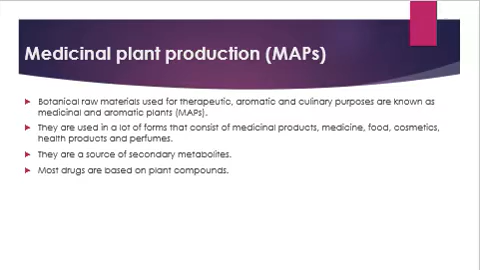 Medicinal plant production (MAPs)
Botanical raw materials used for therapeutic, aromatic and culinary purposes are known as
medicinal and aromatic plants (MAPs).
They are used in a lot of forms that consist of medicinal products, medicine, food, cosmetics,
health products and perfumes.
They are a source of secondary metabolites.
Most drugs are based on plant compounds.